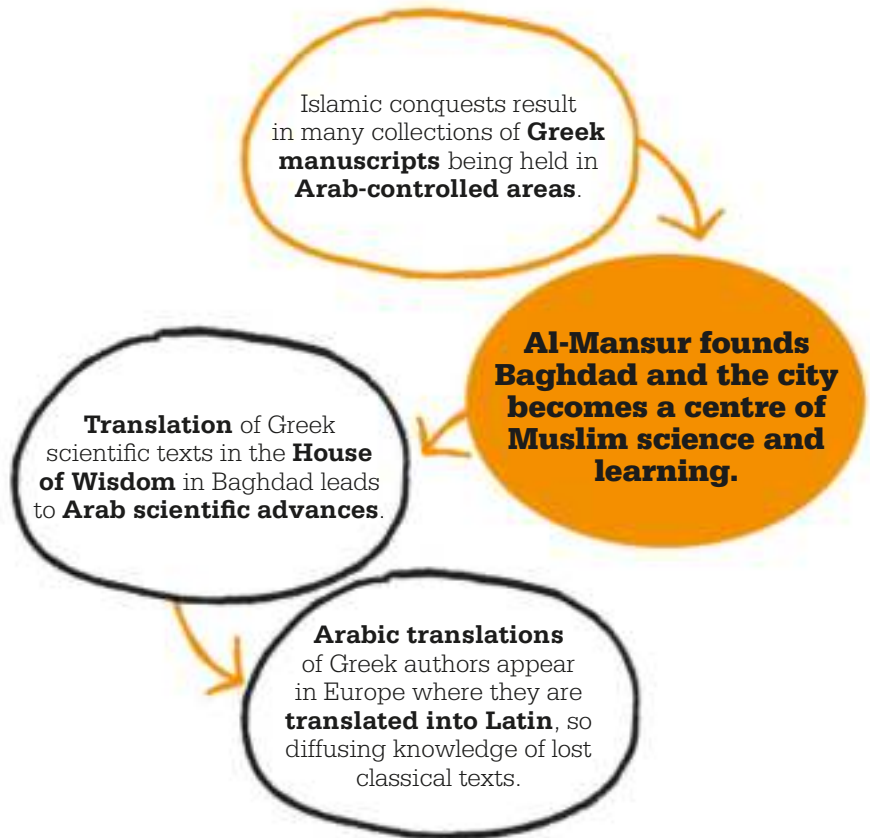 Islamic conquests result
in many collections of Greek
manuscripts being held in
Arab-controlled areas.
Al-Mansur founds
Baghdad and the city
becomes a centre of
Muslim science and
learning.
Translation of Greek
scientific texts in the House
of Wisdom in Baghdad leads
to Arab scientific advances.
Arabic translations
of Greek authors appear
in Europe where they are
translated into Latin, so
diffusing knowledge of lost
classical texts.